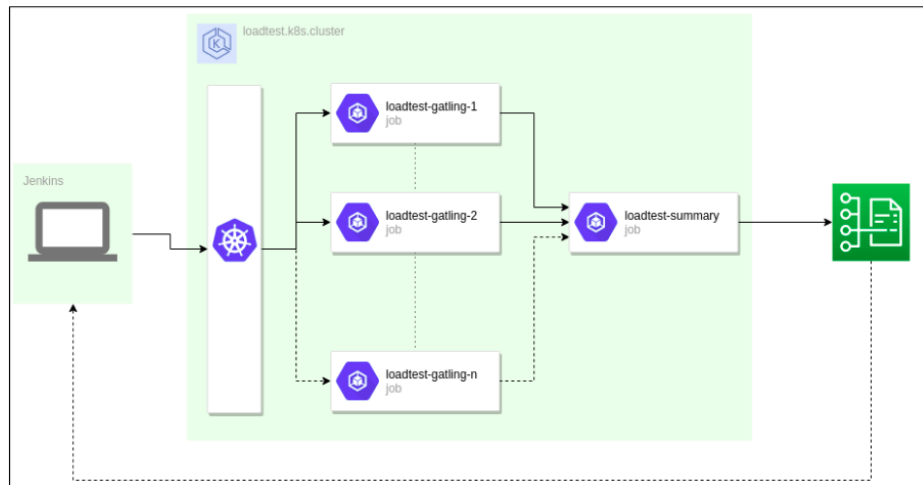 loadtest.k8s.cluster
loadtest-gatling-1
job
Jenkins
loadtest-gatling-2
job
loadtest-summary
job
loadtest-gatling-n
job